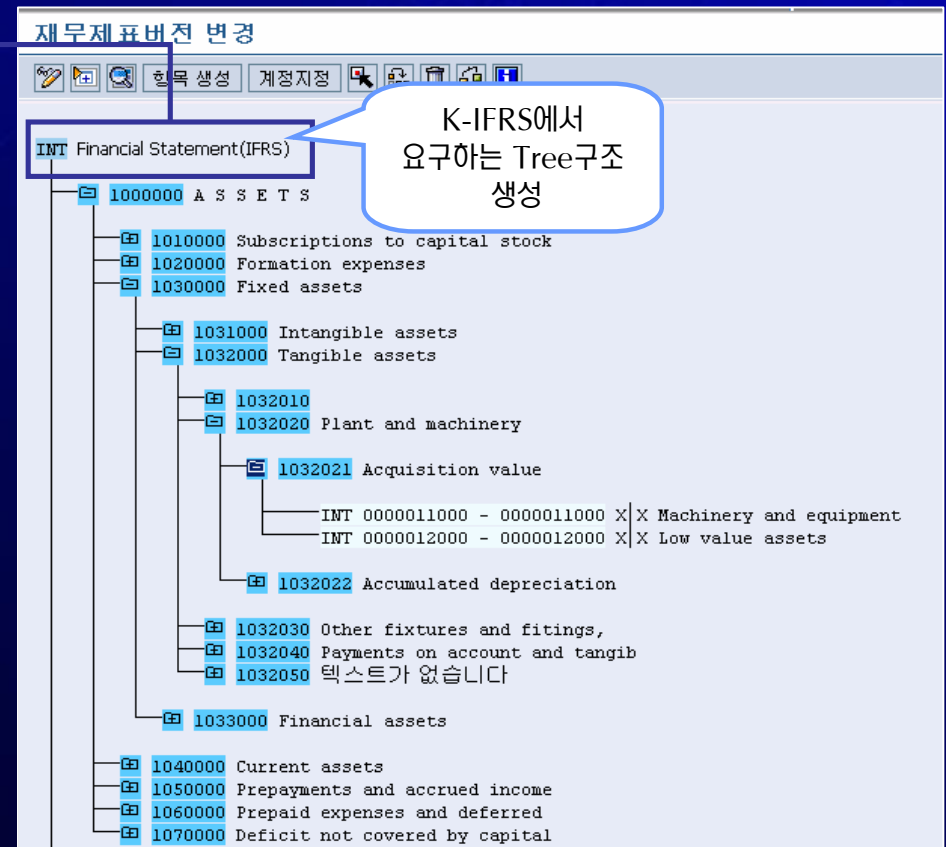 재무제표버전 변경
항목 생성 계정지정
K-IFRS에서
요구하는 Tree구조
생성
INT Financial Statement(IFRS)
1000000 A S S E T S
1010000 Subscriptions to capital stock
1020000 Formation expenses
1030000 Fixed assets
1031000 Intangible assets
1032000 Tangible assets
1032010
1032020 Plant and machinery
1032021 Acquisition value
INT 0000011000 - 0000011000 X X Machinery and equipment
INT 0000012000 - 0000012000 X X Low value assets
1032022 Accumulated depreciation
1032030 Other fixtures and fitings,
1032040 Payments on account and tangib
1032050 텍스트가 없습니다
1033000 Financial assets
1040000 Current assets
1050000 Prepayments and accrued income
1060000 Prepaid expenses and deferred
1070000 Deficit not covered by capital